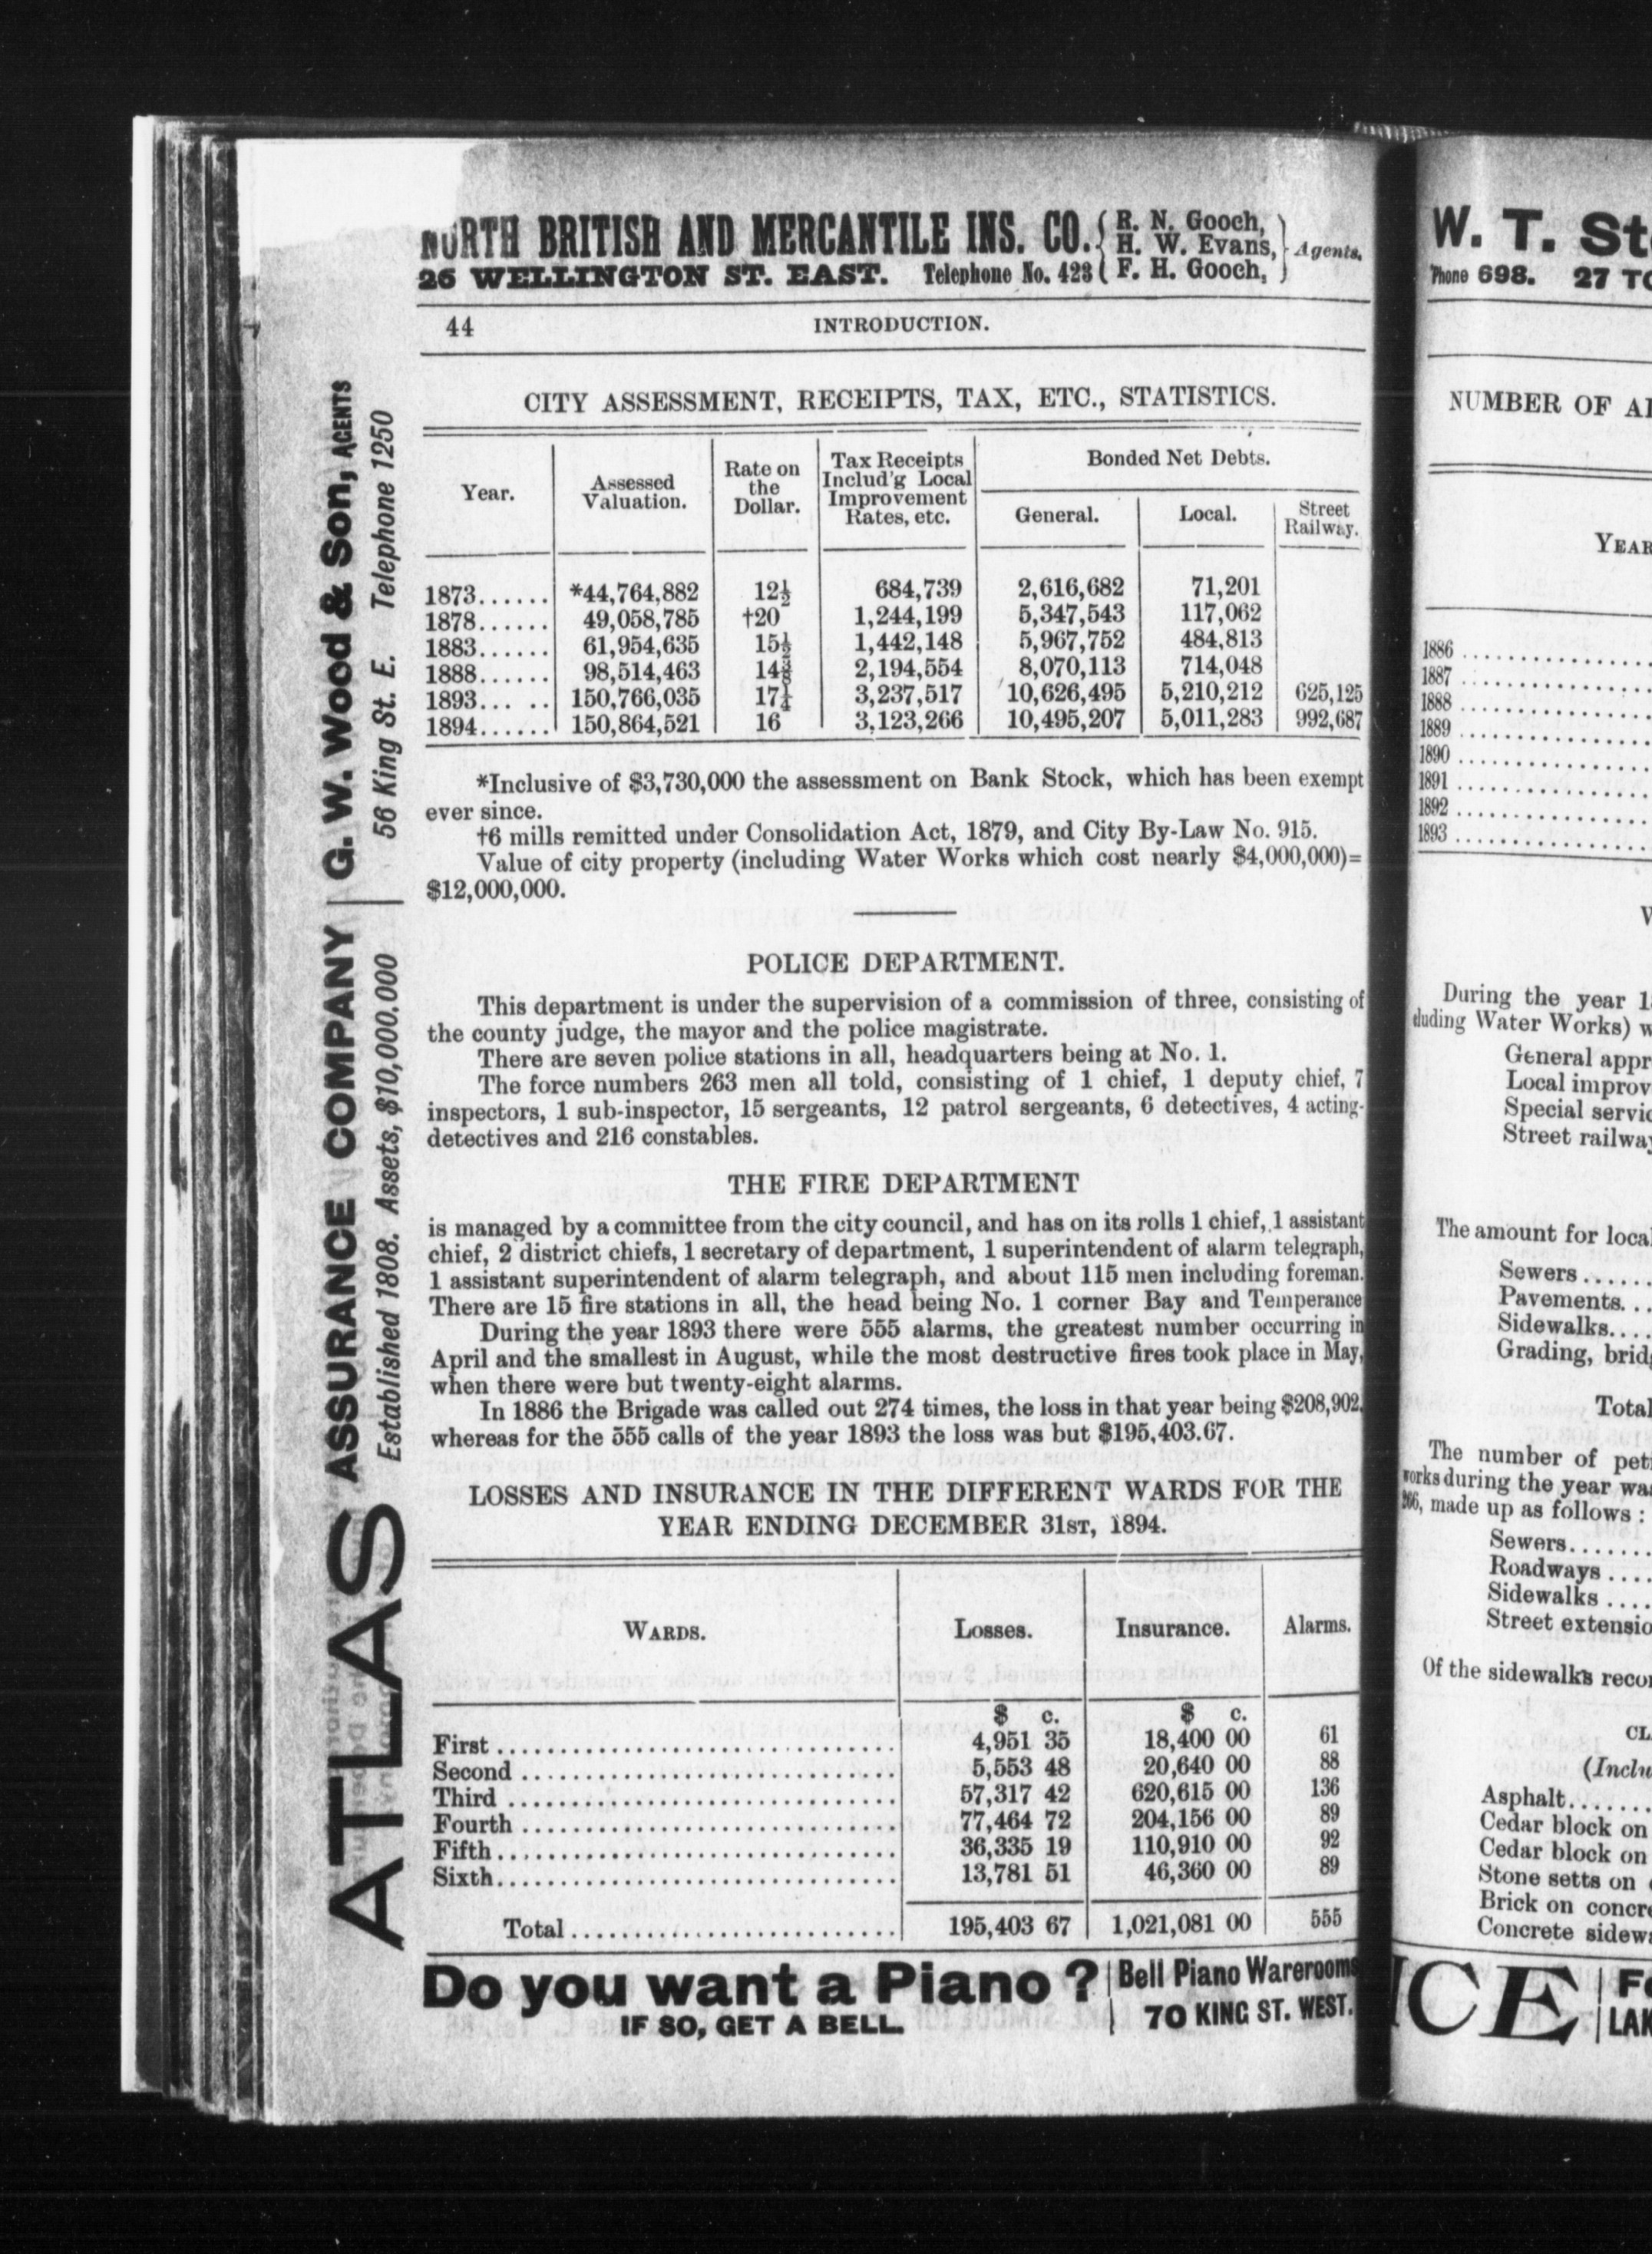 NORTH BRITISH AND MERCANTILE INS. CO. R. N. Gooch, H. W. Evans, F. H. Gooch, Agents.
26 WELLINGTON ST. EAST. Telephone No. 423
44 INTRODUCTION.
CITY ASSESSMENT, RECEIPTS, TAX, ETC., STATISTICS.
Year. Assessed Valuation. Rate on the Dollar. Tax Receipts Includ'g Local Improvement Rates, etc. Bonded Net Debts.
General. Local. Street Railway.
1873...... *44,764,882 12½ 684,739 2,616,682 71,201
1878...... 49,058,785 †20 1,244,199 5,347,543 117,062
1883...... 61,954,635 15½ 1,442,148 5,967,752 484,813
1888...... 98,514,463 14⅜ 2,194,554 8,070,113 714,048
1893... .. 150,766,035 17¼ 3,237,517 10,626,495 5,210,212 625,125
1894...... 150,864,521 16 3,123,266 10,495,207 5,011,283 992,687
*Inclusive of $3,730,000 the assessment on Bank Stock, which has been exempt
ever since.
†6 mills remitted under Consolidation Act, 1879, and City By-Law No. 915.
Value of city property (including Water Works which cost nearly $4,000,000)=
$12,000,000.
POLICE DEPARTMENT.
This department is under the supervision of a commission of three, consisting of
the county judge, the mayor and the police magistrate.
There are seven police stations in all, headquarters being at No. 1.
The force numbers 263 men all told, consisting of 1 chief, 1 deputy chief, 7
inspectors, 1 sub-inspector, 15 sergeants, 12 patrol sergeants, 6 detectives, 4 acting-
detectives and 216 constables.
THE FIRE DEPARTMENT
is managed by a committee from the city council, and has on its rolls 1 chief, 1 assistant
chief, 2 district chiefs, 1 secretary of department, 1 superintendent of alarm telegraph,
1 assistant superintendent of alarm telegraph, and about 115 men including foreman.
There are 15 fire stations in all, the head being No. 1 corner Bay and Temperance
During the year 1893 there were 555 alarms, the greatest number occurring in
April and the smallest in August, while the most destructive fires took place in May,
when there were but twenty-eight alarms.
In 1886 the Brigade was called out 274 times, the loss in that year being $208,902.
whereas for the 555 calls of the year 1893 the loss was but $195,403.67.
LOSSES AND INSURANCE IN THE DIFFERENT WARDS FOR THE
YEAR ENDING DECEMBER 31ST, 1894.
WARDS. Losses. Insurance. Alarms.
$ c. $ c.
First ................ 4,951 35 18,400 00 61
Second ................ 5,553 48 20,640 00 88
Third ................ 57,317 42 620,615 00 136
Fourth ................ 77,464 72 204,156 00 89
Fifth ................ 36,335 19 110,910 00 92
Sixth ................ 13,781 51 46,360 00 89
Total ................ 195,403 67 1,021,081 00 555
Do you want a Piano ? Bell Piano Warerooms
IF SO, GET A BELL. 70 KING ST. WEST.
ATLAS ASSURANCE COMPANY G. W. Wood & Son, AGENTS
Established 1808. Assets, $10,000.000 56 King St. E. Telephone 1250
W. T. St
Phone 698. 27 TO
NUMBER OF AL
YEAR
1886 ................
1887 ................
1888 ................
1889 ................
1890 ................
1891 ................
1892 ................
1893 ................
During the year 1
cluding Water Works) w
General appr
Local improv
Special servic
Street railway
The amount for local
Sewers ......
Pavements...
Sidewalks....
Grading, bridg
Total
The number of peti
works during the year was
made up as follows :
Sewers.......
Roadways ....
Sidewalks ....
Street extensio
Of the sidewalks recor
CL
(Inclu
Asphalt.......
Cedar block on
Cedar block on
Stone setts on
Brick on concre
Concrete sidewa
ICE
LAK